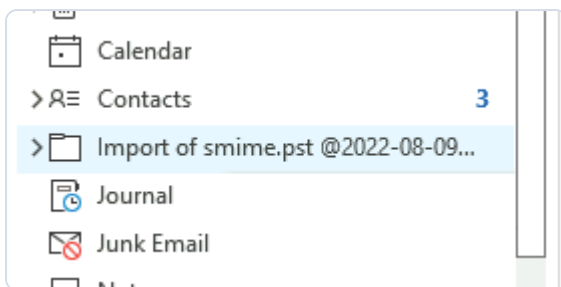 Calendar
Contacts 3
Import of smime.pst @2022-08-09...
Journal
Junk Email